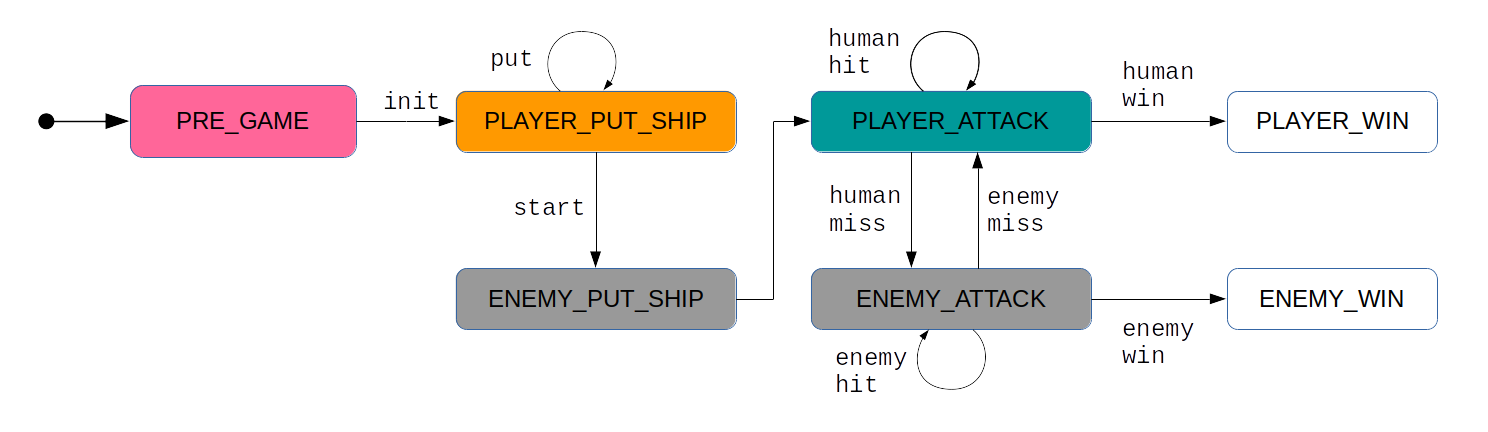 put
human
hit
human
win
init
PRE_GAME
PLAYER_PUT_SHIP
PLAYER_ATTACK
PLAYER_WIN
start
human
miss
enemy
miss
ENEMY_PUT_SHIP
ENEMY_ATTACK
ENEMY_WIN
enemy
hit
enemy
win